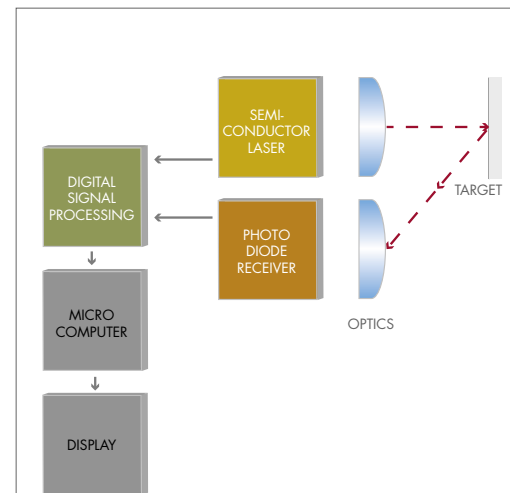 SEMI-
CONDUCTOR
LASER
DIGITAL
SIGNAL
PROCESSING
TARGET
PHOTO
DIODE
RECEIVER
MICRO
COMPUTER
OPTICS
DISPLAY